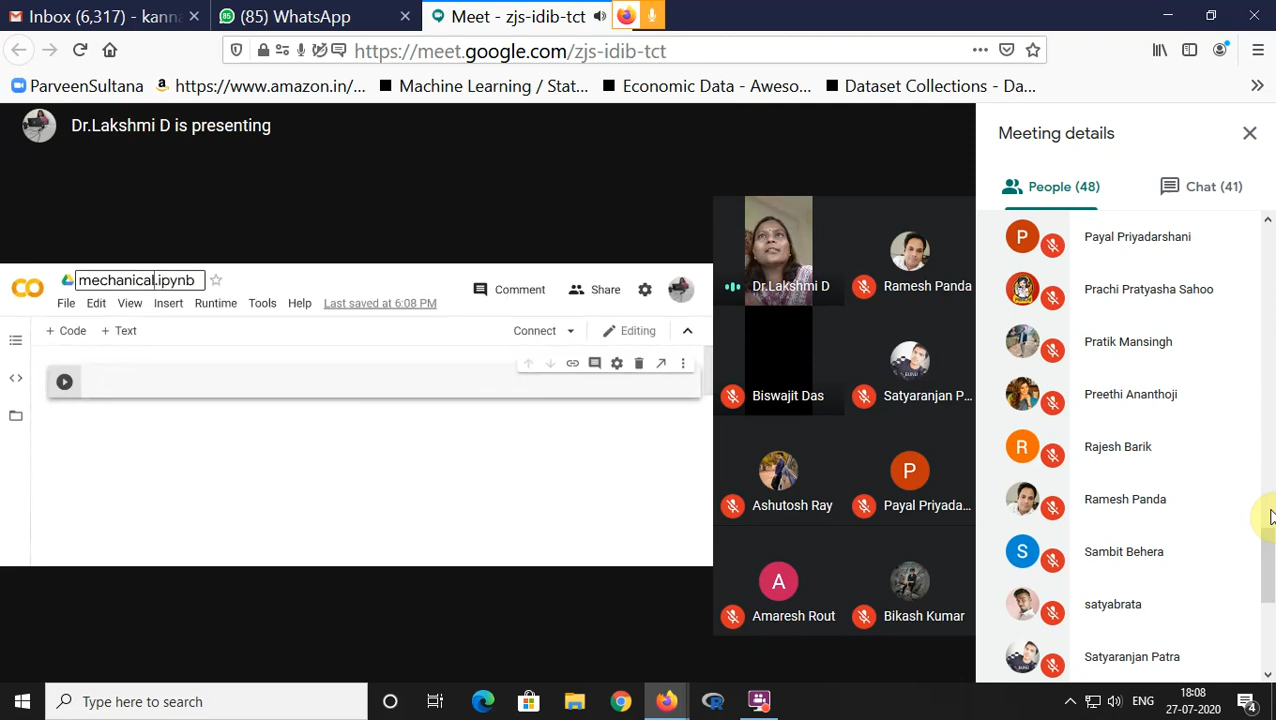 Inbox (6,317) - kann
(85) WhatsApp
Meet - zjs-idib-tct
https://meet.google.com/zjs-idib-tct
ParveenSultana
https://www.amazon.in/...
Machine Learning / Stat...
Economic Data - Aweso...
Dataset Collections - Da...
Dr.Lakshmi D is presenting
Meeting details
People (48)
Chat (41)
mechanical.ipynb
File Edit View Insert Runtime Tools Help Last saved at 6:08 PM
Comment
Share
+ Code + Text
Connect
Editing
Dr.Lakshmi D
Ramesh Panda
Biswajit Das
Satyaranjan P...
Ashutosh Ray
Payal Priyada...
Amaresh Rout
Bikash Kumar
P
A
BUNU
P
Payal Priyadarshani
Prachi Pratyasha Sahoo
Pratik Mansingh
Preethi Ananthoji
R
Rajesh Barik
Ramesh Panda
S
Sambit Behera
satyabrata
Satyaranjan Patra
Type here to search
ENG
18:08
27-07-2020
4